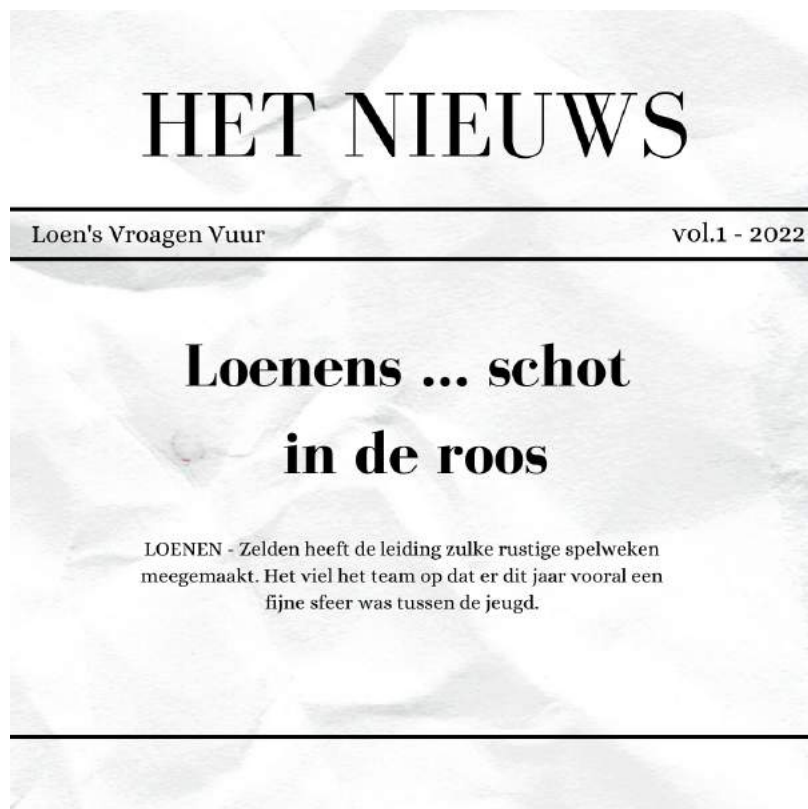 HET NIEUWS
Loen's Vroagen Vuur vol.1 - 2022
Loenens ... schot
in de roos
LOENEN - Zelden heeft de leiding zulke rustige spelweken
meegemaakt. Het viel het team op dat er dit jaar vooral een
fijne sfeer was tussen de jeugd.